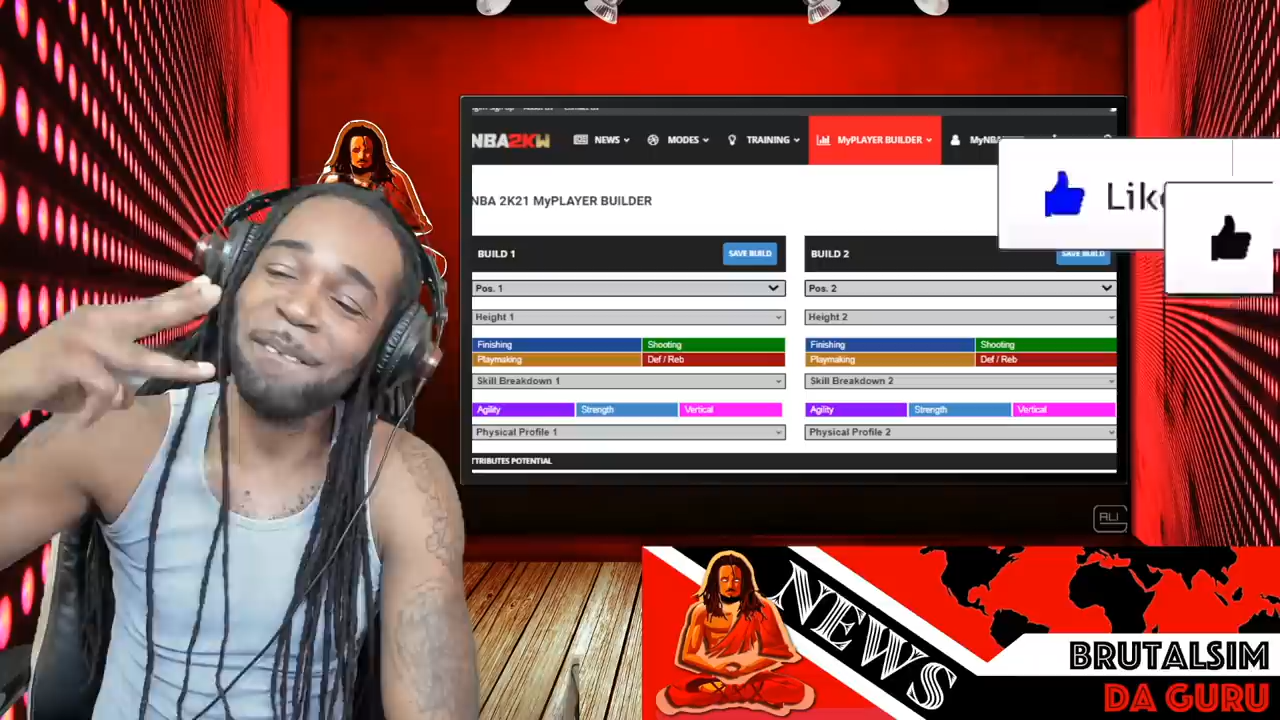 NBA2KW NEWS MODES TRAINING MyPLAYER BUILDER
Like
NBA 2K21 MyPLAYER BUILDER
BUILD 1 SAVE BUILD BUILD 2 SAVE BUILD
Pos. 1 Pos. 2
Height 1 Height 2
Finishing Shooting Finishing Shooting
Playmaking Def / Reb Playmaking Def / Reb
Skill Breakdown 1 Skill Breakdown 2
Agility Strength Vertical Agility Strength Vertical
Physical Profile 1 Physical Profile 2
POTENTIAL
NEWS
BRUTALSIM
DA GURU